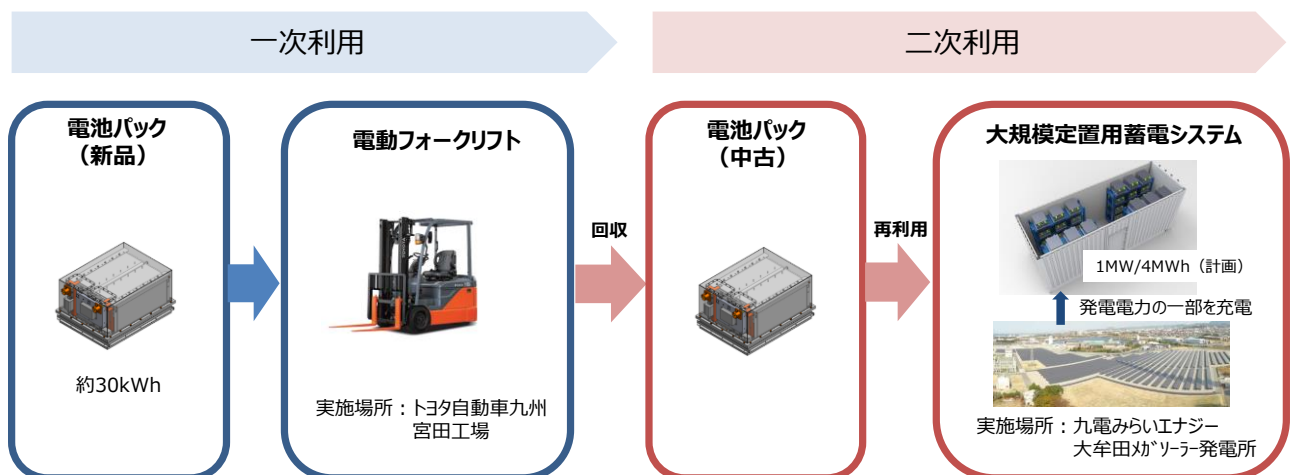 一次利用
二次利用
電池パック
（新品）
約30kWh
電動フォークリフト
実施場所：トヨタ自動車九州
宮田工場
回収
電池パック
（中古）
再利用
大規模定置用蓄電システム
1MW/4MWh（計画）
発電電力の一部を充電
実施場所：九電みらいエナジー
大牟田ﾒｶﾞｿｰﾗｰ発電所